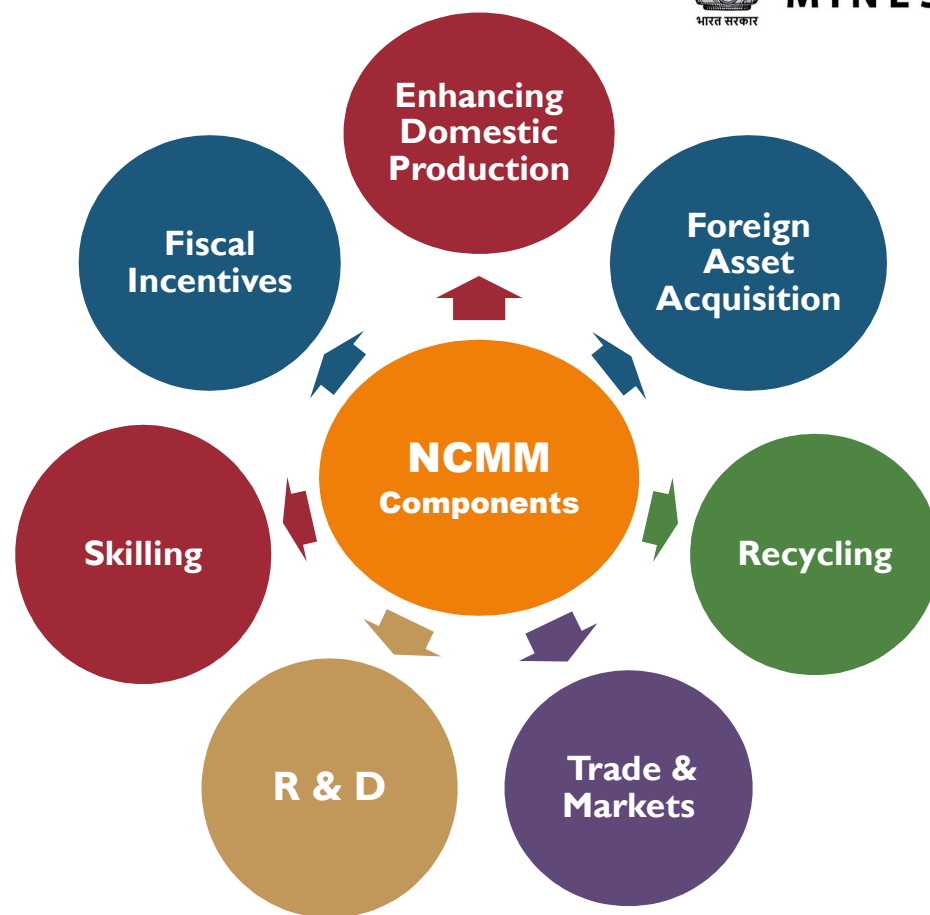 भारत सरकार
Enhancing
Domestic
Production
Foreign
Asset
Acquisition
Recycling
Trade &
Markets
R & D
Skilling
Fiscal
Incentives
NCMM
Components